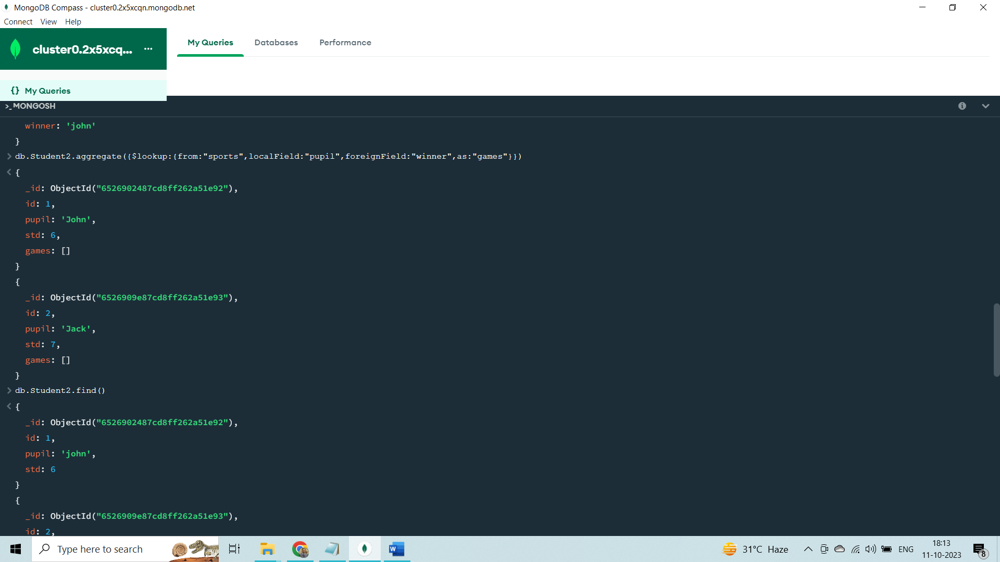 MongoDB Compass - cluster0.2x5xcqn.mongodb.net
Connect View Help
cluster0.2x5xcq... ...
My Queries Databases Performance
{} My Queries
>_MONGOSH
winner: 'john'
}
> db.Student2.aggregate({$lookup:{from:"sports",localField:"pupil",foreignField:"winner",as:"games"}})
< {
_id: ObjectId("6526902487cd8ff262a51e92"),
id: 1,
pupil: 'John',
std: 6,
games: []
}
{
_id: ObjectId("6526909e87cd8ff262a51e93"),
id: 2,
pupil: 'Jack',
std: 7,
games: []
}
> db.Student2.find()
< {
_id: ObjectId("6526902487cd8ff262a51e92"),
id: 1,
pupil: 'john',
std: 6
}
{
_id: ObjectId("6526909e87cd8ff262a51e93"),
id: 2,
Type here to search
31°C Haze
ENG
18:13
11-10-2023
8